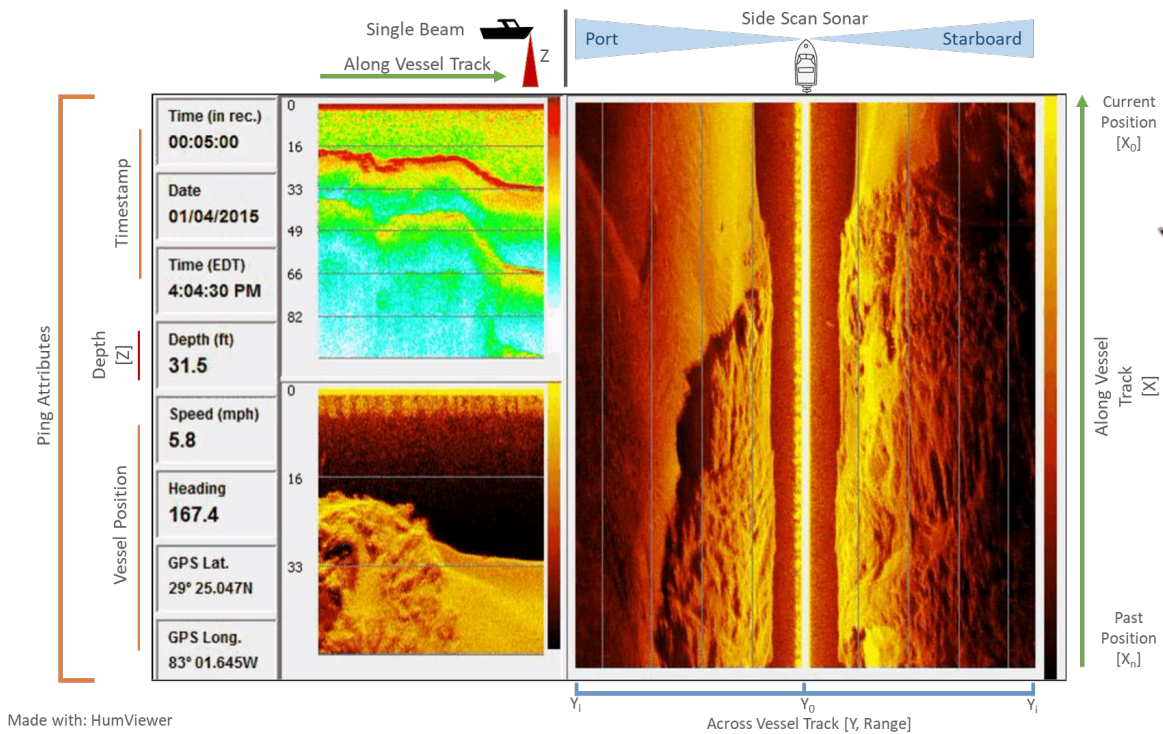 Single Beam
Z
Along Vessel Track
Side Scan Sonar
Port
Starboard
Ping Attributes
Timestamp
Depth
[Z]
Vessel Position
Time (in rec.)
00:05:00
Date
01/04/2015
Time (EDT)
4:04:30 PM
Depth (ft)
31.5
Speed (mph)
5.8
Heading
167.4
GPS Lat.
29° 25.047N
GPS Long.
83° 01.645W
0
16
33
49
66
82
0
16
33
Current
Position
[X0]
Along Vessel
Track
[X]
Past
Position
[Xn]
Yi
Y0
Yi
Across Vessel Track [Y, Range]
Made with: HumViewer